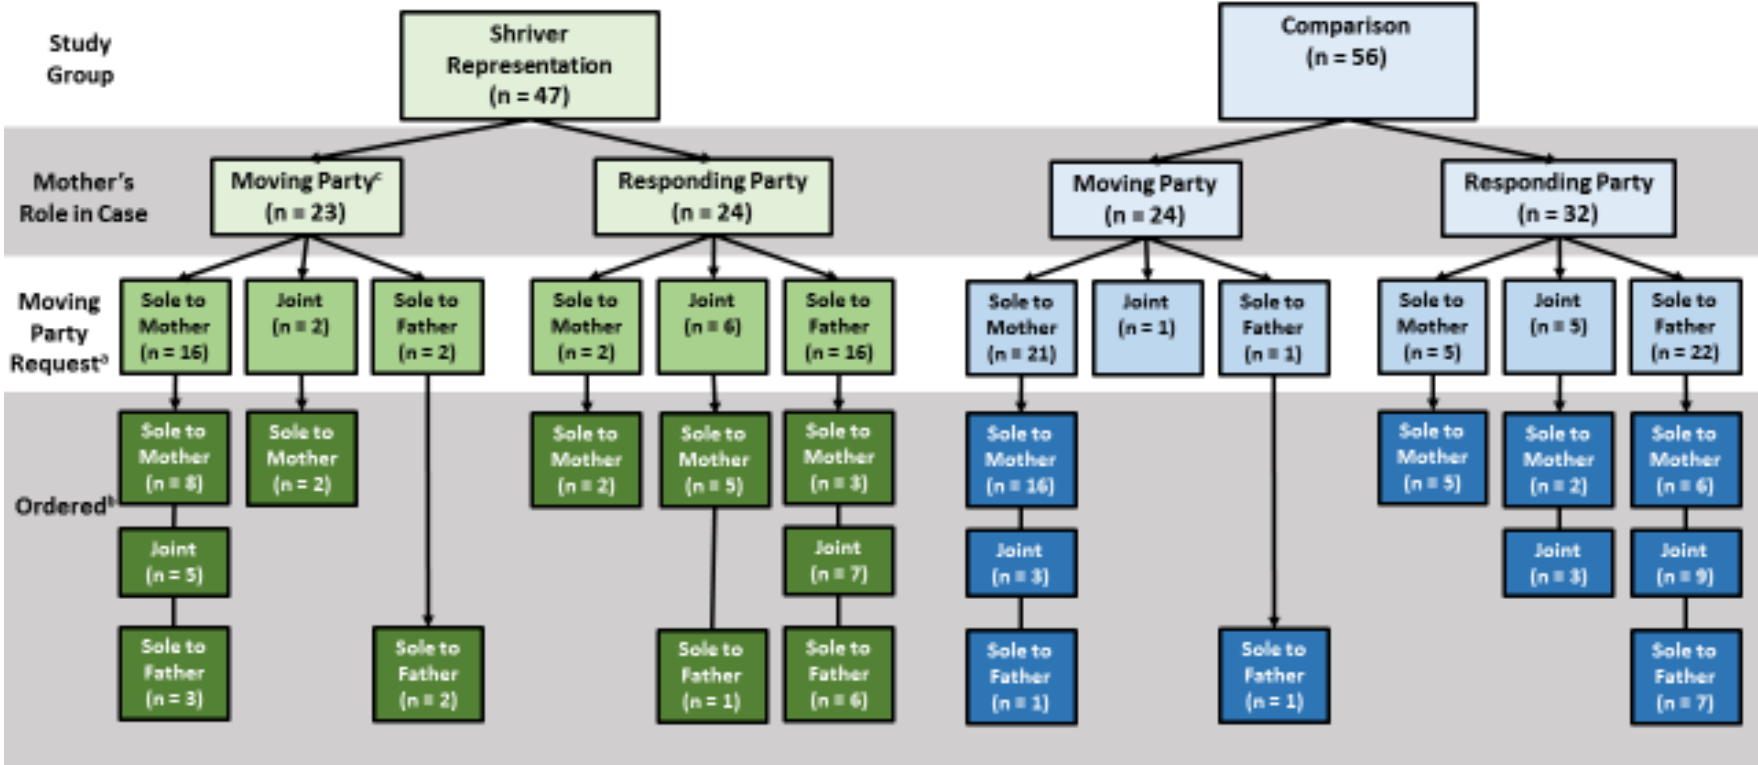 Study
Group
Shriver
Representation
(n = 47)
Comparison
(n = 56)
Mother's
Role in Case
Moving Partyᶜ
(n = 23)
Responding Party
(n = 24)
Moving Party
(n = 24)
Responding Party
(n = 32)
Moving
Party
Requestᵃ
Sole to
Mother
(n = 16)
Joint
(n = 2)
Sole to
Father
(n = 2)
Sole to
Mother
(n = 2)
Joint
(n = 6)
Sole to
Father
(n = 16)
Sole to
Mother
(n = 21)
Joint
(n = 1)
Sole to
Father
(n = 1)
Sole to
Mother
(n = 5)
Joint
(n = 5)
Sole to
Father
(n = 22)
Orderedᵇ
Sole to
Mother
(n = 8)
Sole to
Mother
(n = 2)
Sole to
Mother
(n = 2)
Sole to
Mother
(n = 5)
Sole to
Mother
(n = 3)
Sole to
Mother
(n = 16)
Sole to
Mother
(n = 5)
Sole to
Mother
(n = 2)
Sole to
Mother
(n = 6)
Joint
(n = 5)
Joint
(n = 7)
Joint
(n = 3)
Joint
(n = 3)
Joint
(n = 9)
Sole to
Father
(n = 3)
Sole to
Father
(n = 2)
Sole to
Father
(n = 1)
Sole to
Father
(n = 6)
Sole to
Father
(n = 1)
Sole to
Father
(n = 1)
Sole to
Father
(n = 7)